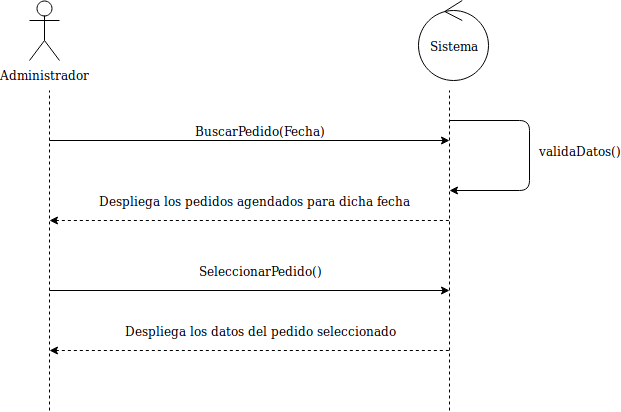 Administrador
Sistema
BuscarPedido(Fecha)
validaDatos()
Despliega los pedidos agendados para dicha fecha
SeleccionarPedido()
Despliega los datos del pedido seleccionado